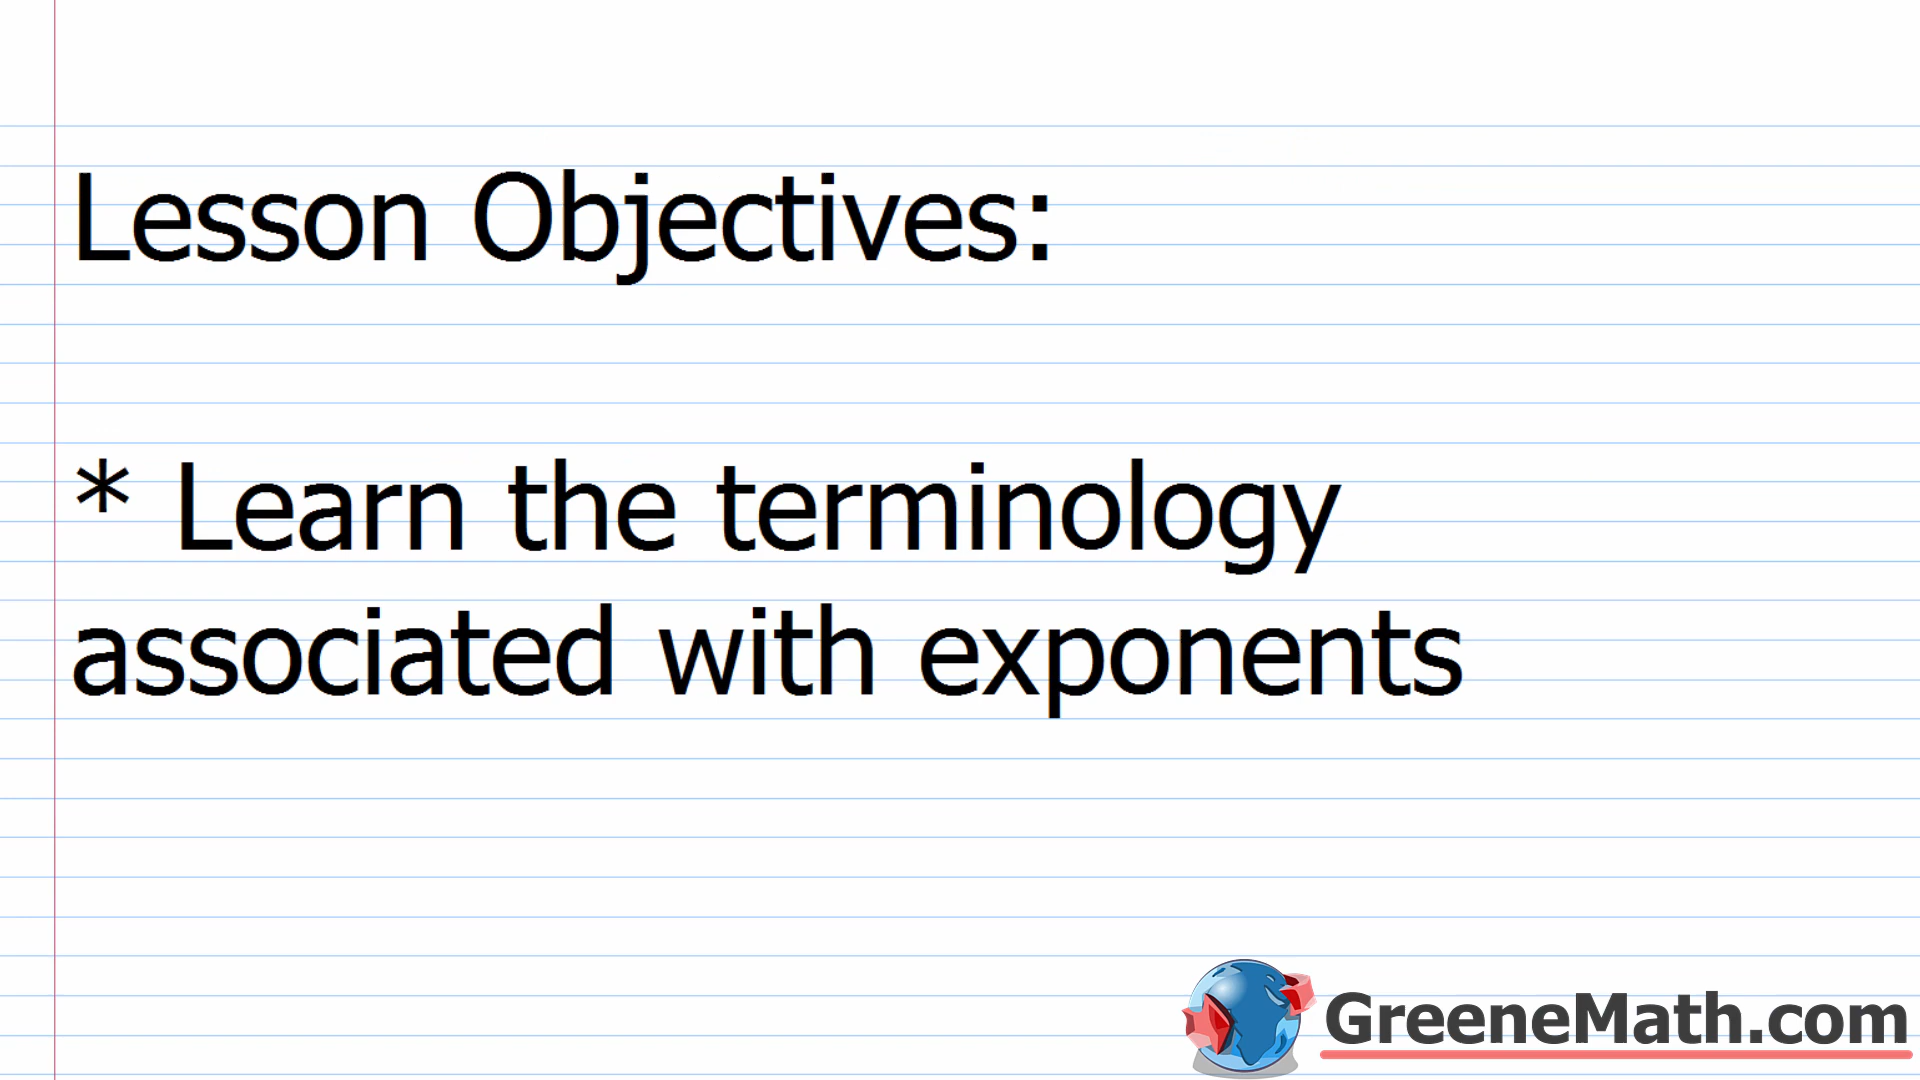 Lesson Objectives:
* Learn the terminology
associated with exponents
GreeneMath.com